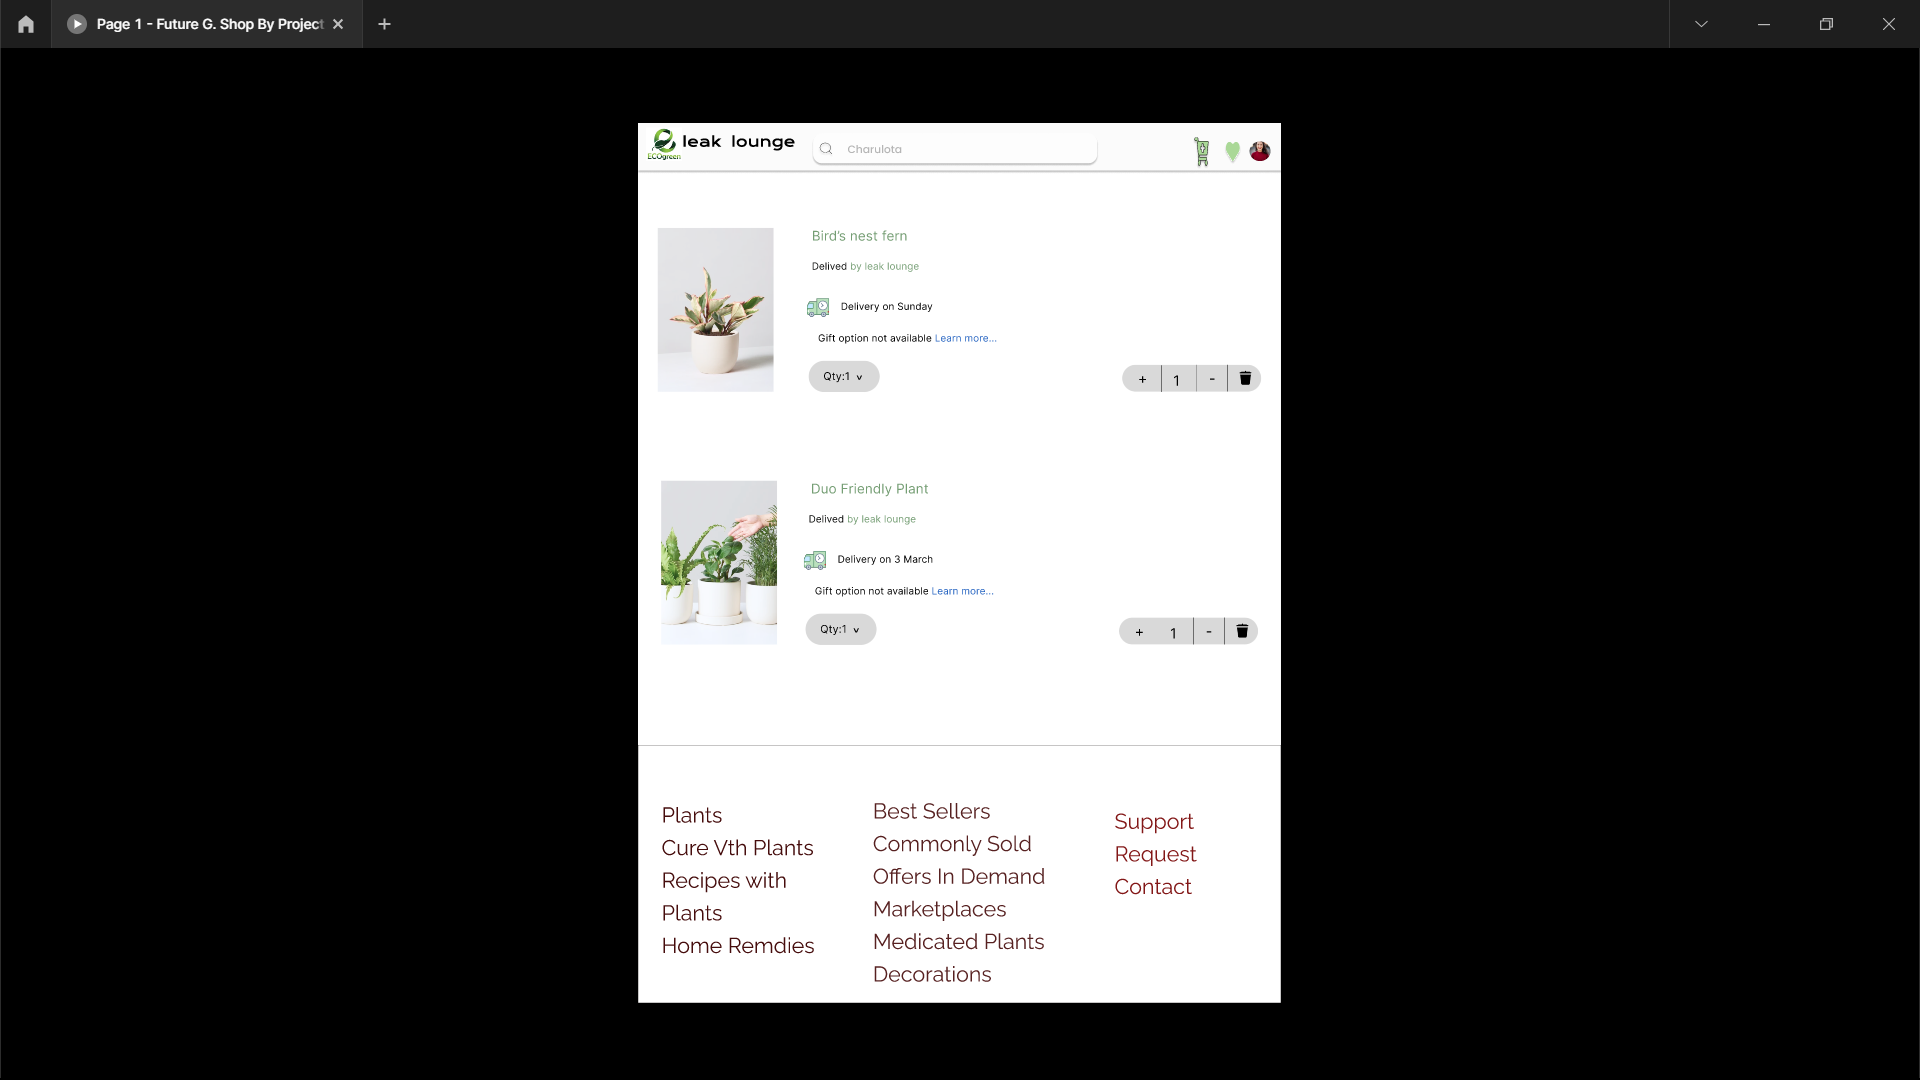 Page 1 - Future G. Shop By Project
ECOgreen
leak lounge
Charulota
Bird's nest fern
Delived by leak lounge
Delivery on Sunday
Gift option not available Learn more...
Qty:1 v
+ 1 -
Duo Friendly Plant
Delived by leak lounge
Delivery on 3 March
Gift option not available Learn more...
Qty:1 v
+ 1 -
Plants
Cure Vth Plants
Recipes with
Plants
Home Remdies
Best Sellers
Commonly Sold
Offers In Demand
Marketplaces
Medicated Plants
Decorations
Support
Request
Contact